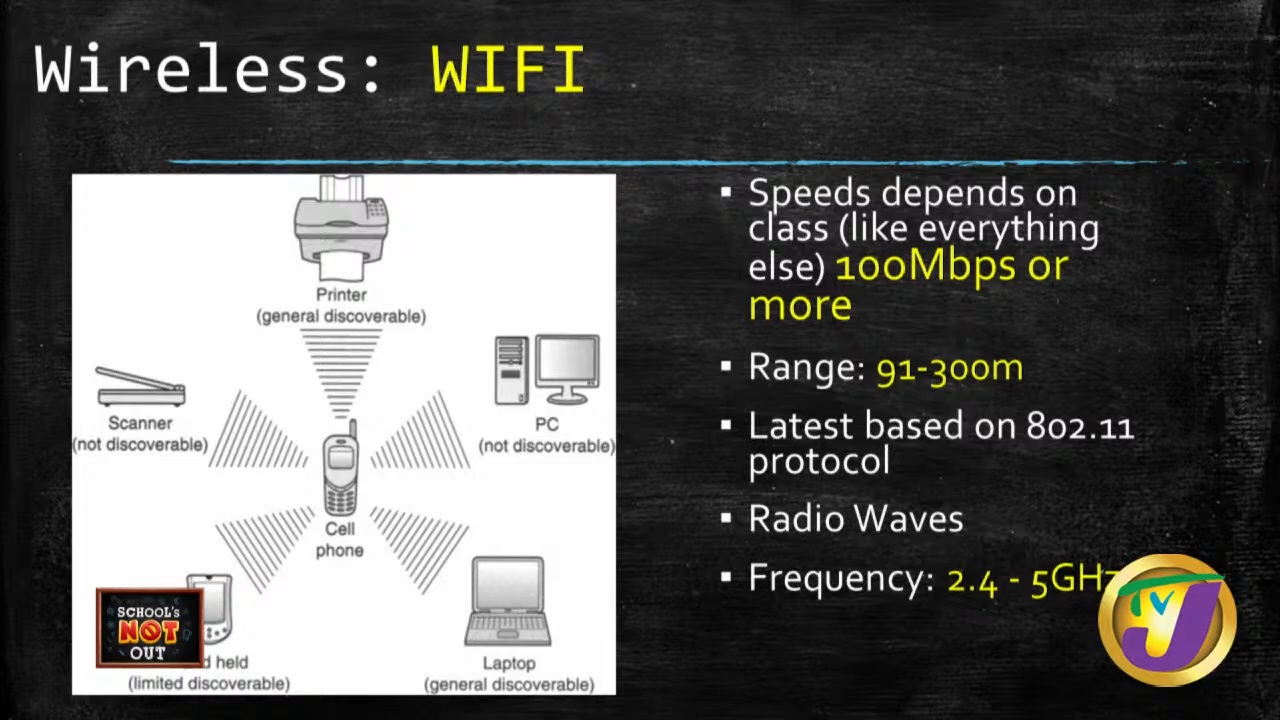 Wireless: WIFI
Printer
(general discoverable)
Scanner
(not discoverable)
PC
(not discoverable)
Cell
phone
held
(limited discoverable)
Laptop
(general discoverable)
▪ Speeds depends on
class (like everything
else) 100Mbps or
more
▪ Range: 91-300m
▪ Latest based on 802.11
protocol
▪ Radio Waves
▪ Frequency: 2.4 - 5GHz
SCHOOL'S
NOT
OUT
TVJ